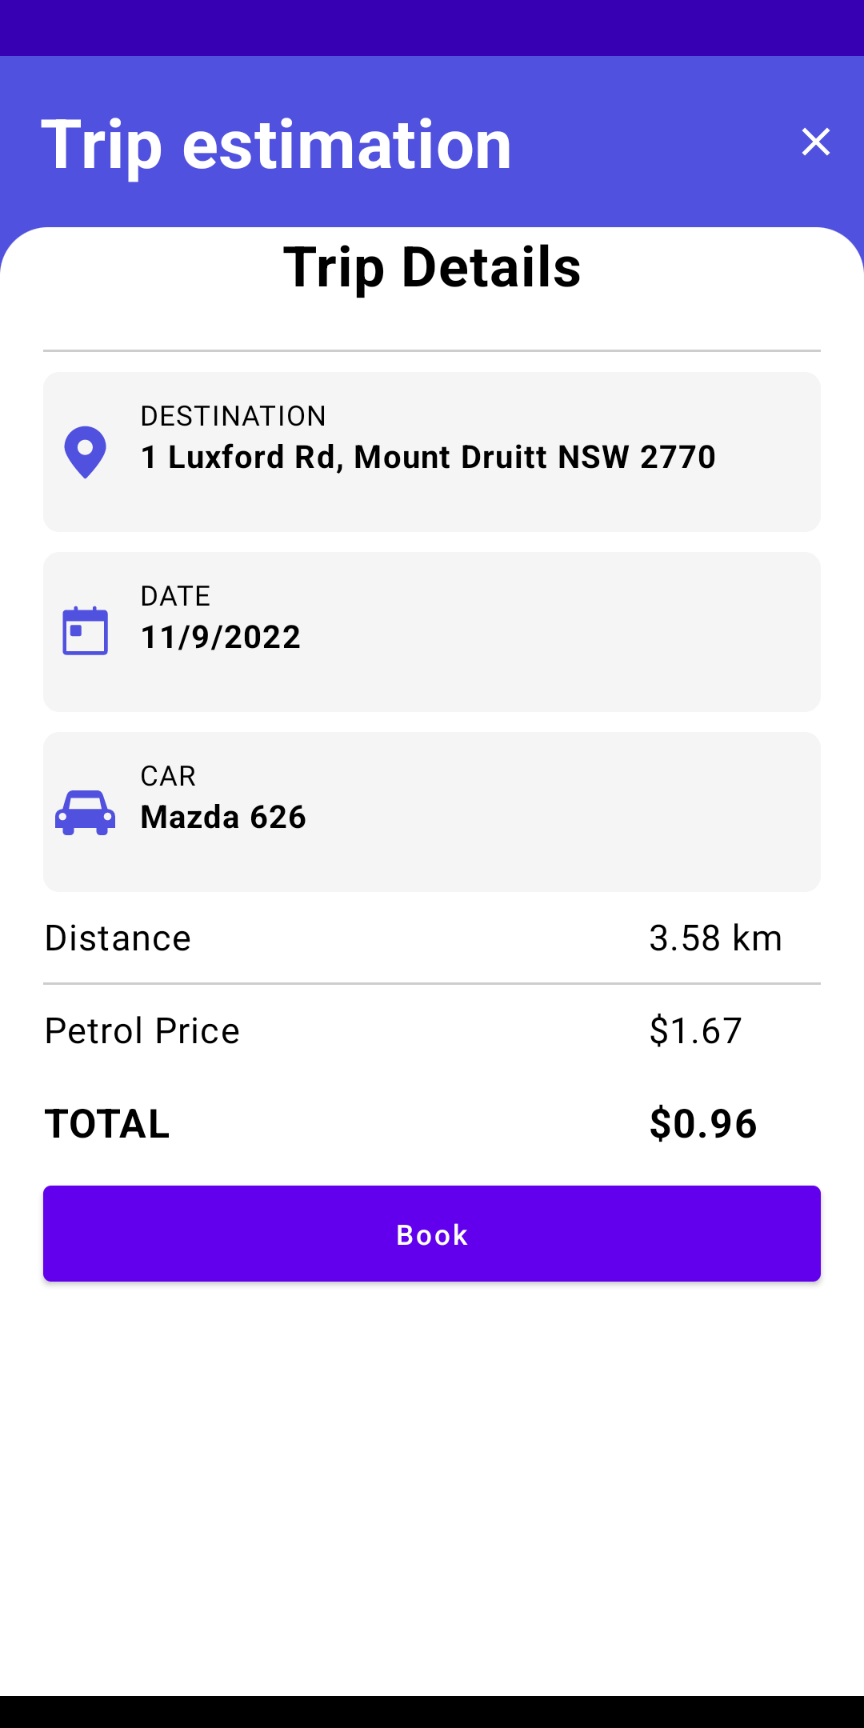 Trip estimation
Trip Details
DESTINATION
1 Luxford Rd, Mount Druitt NSW 2770
DATE
11/9/2022
CAR
Mazda 626
Distance 3.58 km
Petrol Price $1.67
TOTAL $0.96
Book